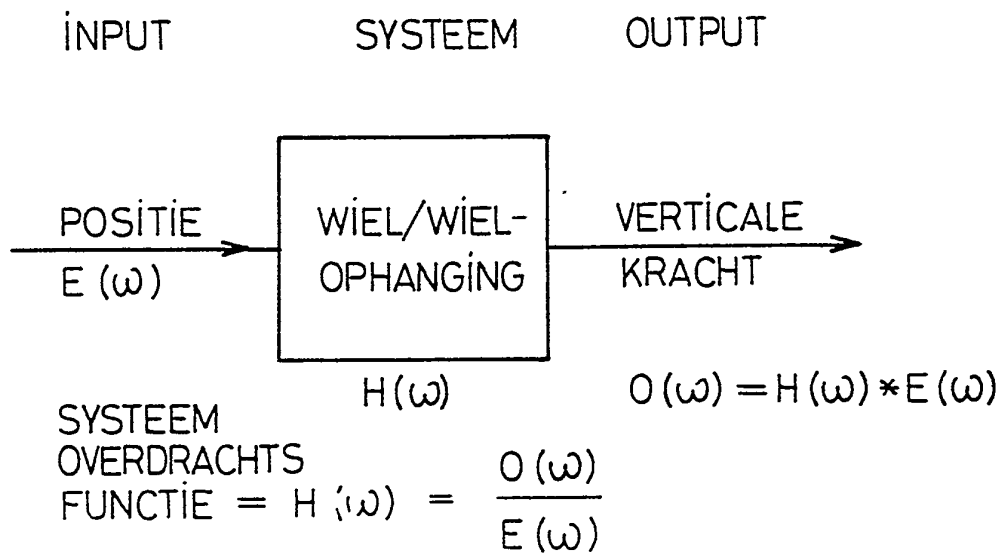 INPUT SYSTEEM OUTPUT
POSITIE
E(ω)
WIEL/WIEL-
OPHANGING
VERTICALE
KRACHT
H(ω)
O(ω) = H(ω)*E(ω)
SYSTEEM
OVERDRACHTS
FUNCTIE = H(ω) = O(ω)
E(ω)